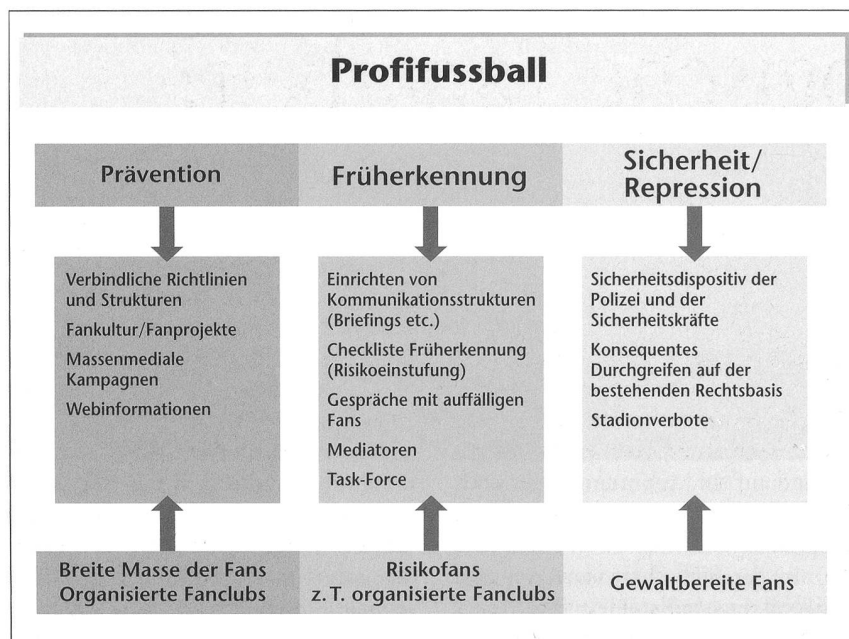 Profifussball
Prävention
Früherkennung
Sicherheit/
Repression
Verbindliche Richtlinien
und Strukturen
Fankultur/Fanprojekte
Massenmediale
Kampagnen
Webinformationen
Einrichten von
Kommunikationsstrukturen
(Briefings etc.)
Checkliste Früherkennung
(Risikoeinstufung)
Gespräche mit auffälligen
Fans
Mediatoren
Task-Force
Sicherheitsdispositiv der
Polizei und der
Sicherheitskräfte
Konsequentes
Durchgreifen auf der
bestehenden Rechtsbasis
Stadionverbote
Breite Masse der Fans
Organisierte Fanclubs
Risikofans
z. T. organisierte Fanclubs
Gewaltbereite Fans